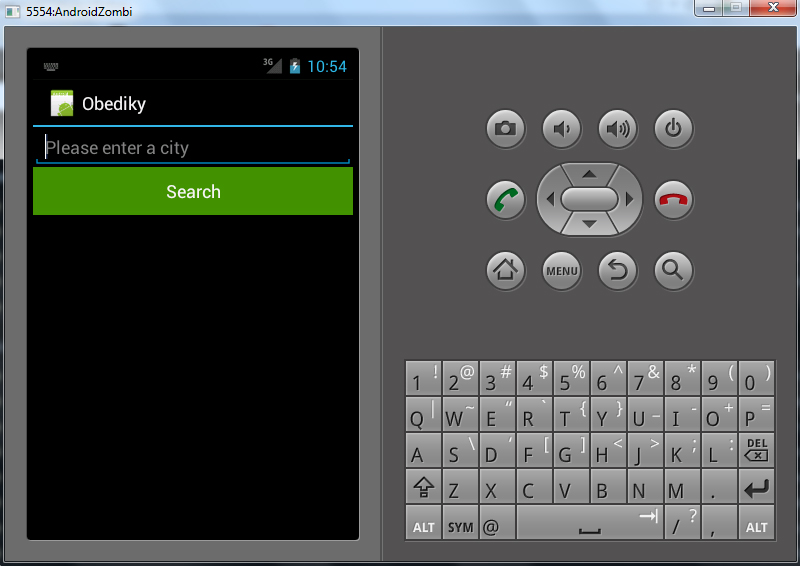 5554:AndroidZombi
3G 10:54
Obediky
Please enter a city
Search
MENU
1 ! 2 @ 3 # 4 $ 5 % 6 ^ 7 & 8 * 9 ( 0 )
Q | W ~ E “ R ` T { Y } U _ I - O + P =
A S \ D ‘ F [ G ] H < J > K ; L : DEL
Z X C V B N M .
ALT SYM @ / ? , ALT